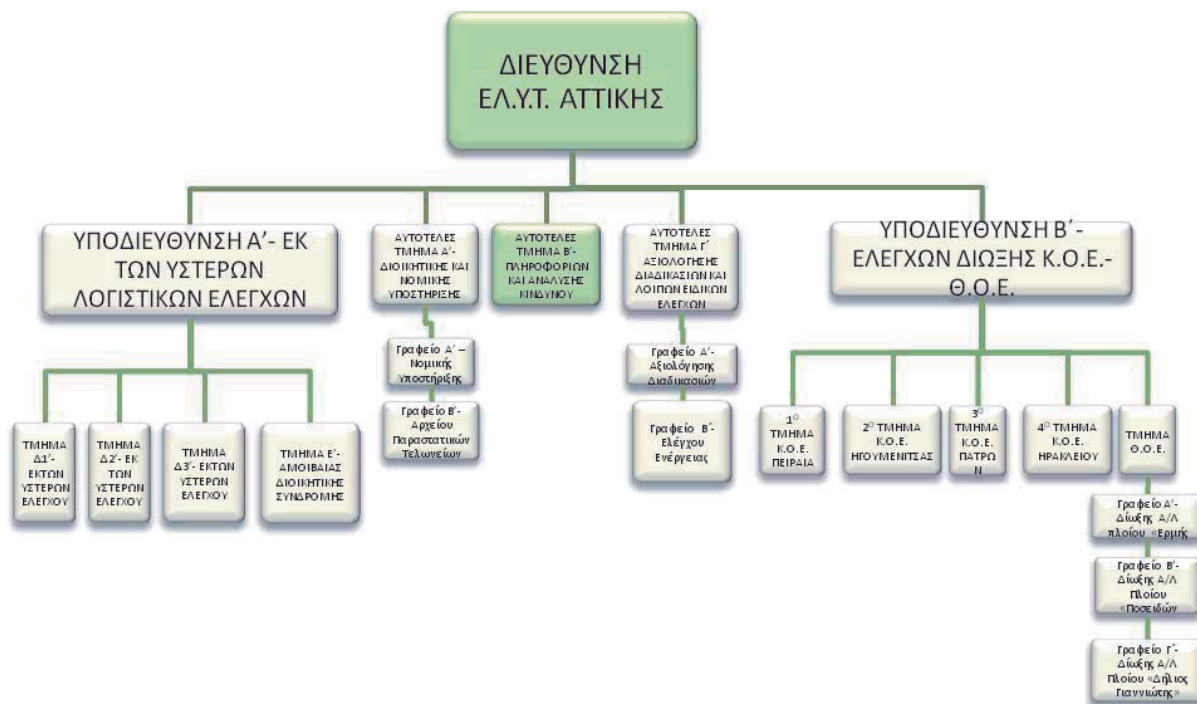 ΔΙΕΥΘΥΝΣΗ
ΕΛ.Υ.Τ. ΑΤΤΙΚΗΣ
ΥΠΟΔΙΕΥΘΥΝΣΗ Α΄- ΕΚ
ΤΩΝ ΥΣΤΕΡΩΝ
ΛΟΓΙΣΤΙΚΩΝ ΕΛΕΓΧΩΝ
ΑΥΤΟΤΕΛΕΣ
ΤΜΗΜΑ Α΄-
ΔΙΟΙΚΗΤΙΚΗΣ ΚΑΙ
ΝΟΜΙΚΗΣ
ΥΠΟΣΤΗΡΙΞΗΣ
ΑΥΤΟΤΕΛΕΣ
ΤΜΗΜΑ Β΄-
ΠΛΗΡΟΦΟΡΙΩΝ
ΚΑΙ ΑΝΑΛΥΣΗΣ
ΚΙΝΔΥΝΟΥ
ΑΥΤΟΤΕΛΕΣ
ΤΜΗΜΑ Γ΄
ΑΞΙΟΛΟΓΗΣΗΣ
ΔΙΑΔΙΚΑΣΙΩΝ ΚΑΙ
ΛΟΙΠΩΝ ΕΙΔΙΚΩΝ
ΕΛΕΓΧΩΝ
ΥΠΟΔΙΕΥΘΥΝΣΗ Β΄-
ΕΛΕΓΧΩΝ ΔΙΩΞΗΣ Κ.Ο.Ε.-
Θ.Ο.Ε.
Γραφείο Α΄ –
Νομικής
Υποστήριξης
Γραφείο Β΄-
Αρχείου
Παραστατικών
Τελωνείων
Γραφείο Α΄-
Αξιολόγησης
Διαδικασιών
Γραφείο Β΄-
Ελέγχου
Ενέργειας
ΤΜΗΜΑ
Δ1΄-
ΕΚΤΩΝ
ΥΣΤΕΡΩΝ
ΕΛΕΓΧΟΥ
ΤΜΗΜΑ
Δ2΄- ΕΚ
ΤΩΝ
ΥΣΤΕΡΩΝ
ΕΛΕΓΧΟΥ
ΤΜΗΜΑ
Δ3΄- ΕΚΤΩΝ
ΥΣΤΕΡΩΝ
ΕΛΕΓΧΟΥ
ΤΜΗΜΑ Ε΄-
ΑΜΟΙΒΑΙΑΣ
ΔΙΟΙΚΗΤΙΚΗΣ
ΣΥΝΔΡΟΜΗΣ
1Ο
ΤΜΗΜΑ
Κ.Ο.Ε.
ΠΕΙΡΑΙΑ
2Ο ΤΜΗΜΑ
Κ.Ο.Ε.
ΗΓΟΥΜΕΝΙΤΣΑΣ
3Ο
ΤΜΗΜΑ
Κ.Ο.Ε.
ΠΑΤΡΩ
Ν
4Ο ΤΜΗΜΑ
Κ.Ο.Ε.
ΗΡΑΚΛΕΙΟΥ
ΤΜΗΜΑ
Θ.Ο.Ε.
Γραφείο Α΄-
Δίωξης Α/Λ
πλοίου «Ερμής
Γραφείο Β΄-
Δίωξης Α/Λ
Πλοίου
«Ποσειδών
Γραφείο Γ΄-
Δίωξης Α/Λ
Πλοίου «Δήλιος
Γιαννιώτης»